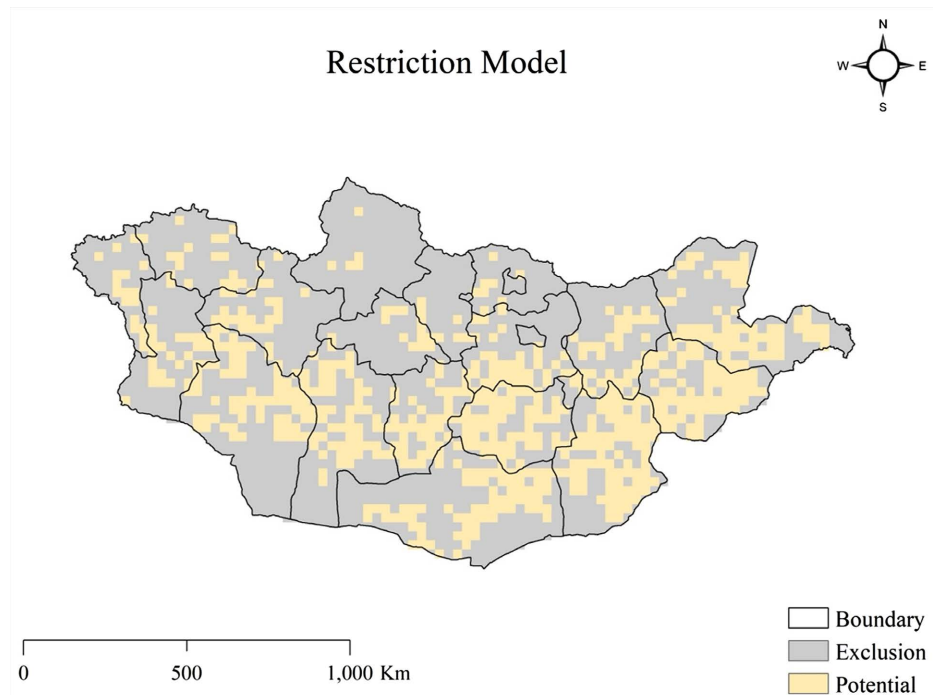 N
Restriction Model
W E
S
Boundary
Exclusion
0 500 1,000 Km
Potential